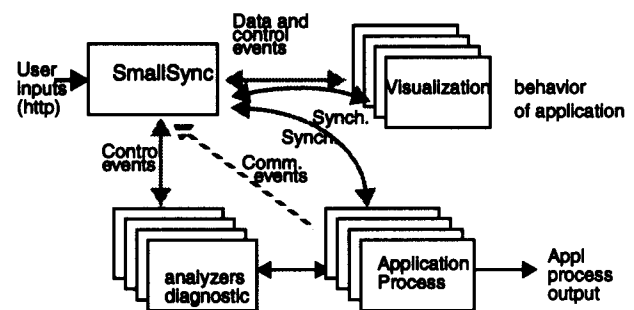 Data and
control
events
User
inputs
(http)
SmallSync
Visualization
behavior
of application
Synch.
Synch.
Contro
events
Comm.
events
analyzers
diagnostic
Application
Process
Appl
process
output